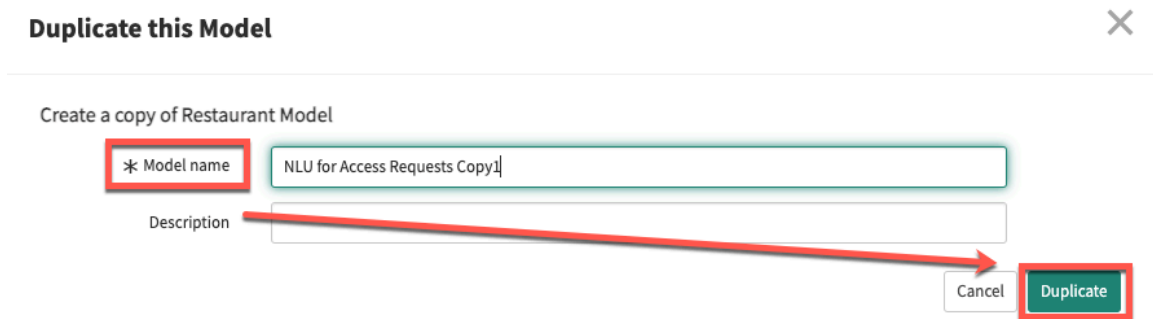 Duplicate this Model
Create a copy of Restaurant Model
* Model name
NLU for Access Requests Copy1
Description
Cancel
Duplicate